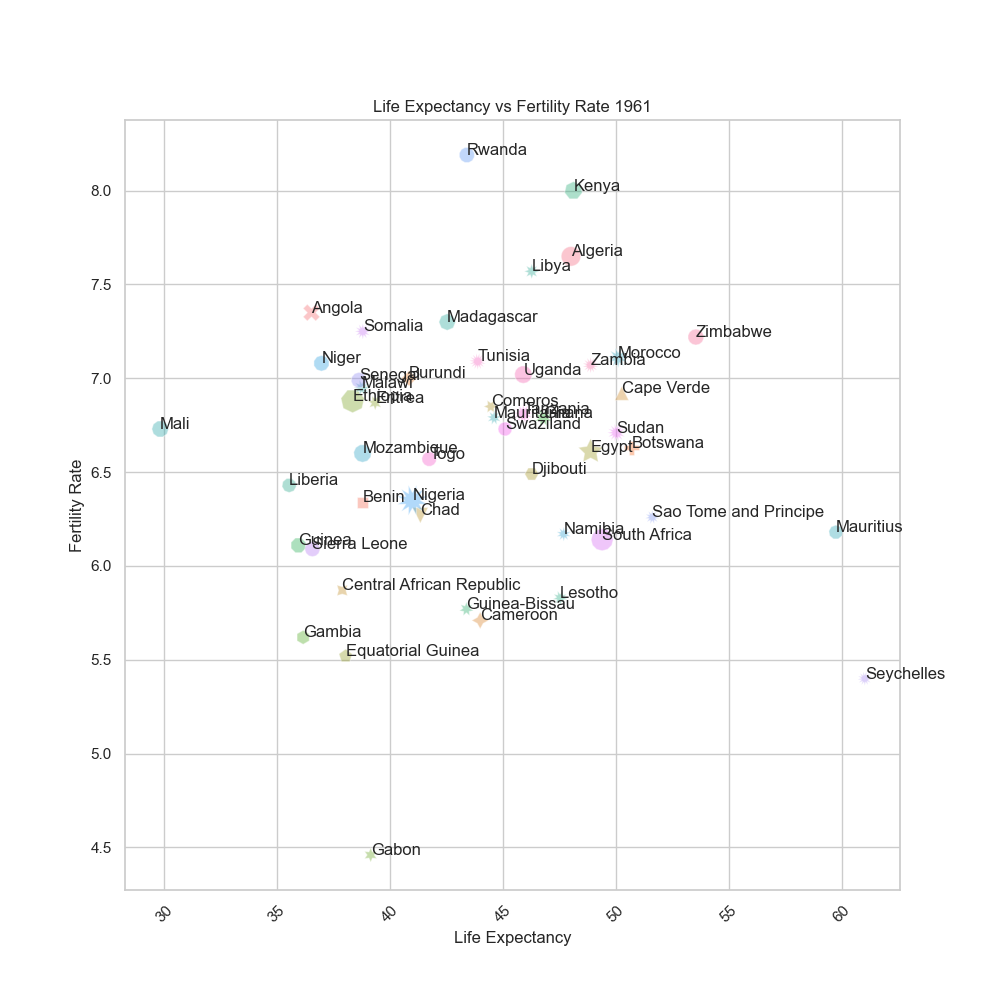 Life Expectancy vs Fertility Rate 1961
Rwanda
8.0
Kenya
Algeria
Libya
7.5
Angola
Madagascar
Somalia
Zimbabwe
Niger
Tunisia
Morocco
Zambia
7.0
Senegal
Burundi
Uganda
Malawi
Cape Verde
Ethiopia
Eritrea
Comoros
Tanzania
Mauritania
Ghana
Mali
Swaziland
Sudan
Botswana
Mozambique
Togo
Egypt
6.5
Djibouti
Liberia
Benin
Nigeria
Chad
Sao Tome and Principe
Mauritius
Namibia
South Africa
Guinea
Sierra Leone
6.0
Central African Republic
Lesotho
Guinea-Bissau
Cameroon
Gambia
5.5
Equatorial Guinea
Seychelles
5.0
4.5
Gabon
Fertility Rate
30
35
40
45
50
55
60
Life Expectancy